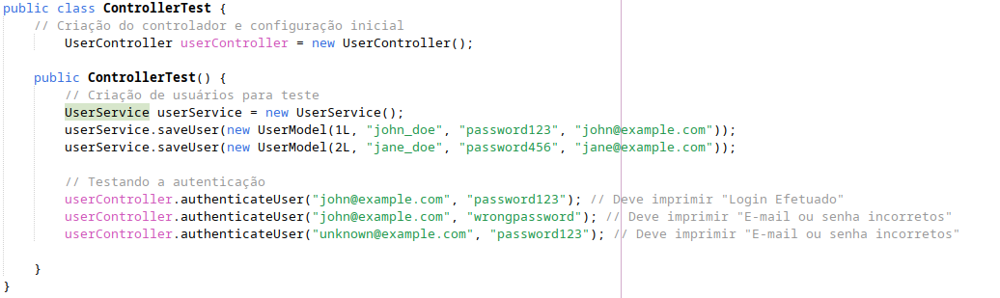 public class ControllerTest {
// Criação do controlador e configuração inicial
UserController userController = new UserController();
public ControllerTest() {
// Criação de usuários para teste
UserService userService = new UserService();
userService.saveUser(new UserModel(1L, "john_doe", "password123", "john@example.com"));
userService.saveUser(new UserModel(2L, "jane_doe", "password456", "jane@example.com"));
// Testando a autenticação
userController.authenticateUser("john@example.com", "password123"); // Deve imprimir "Login Efetuado"
userController.authenticateUser("john@example.com", "wrongpassword"); // Deve imprimir "E-mail ou senha incorretos"
userController.authenticateUser("unknown@example.com", "password123"); // Deve imprimir "E-mail ou senha incorretos"
}
}